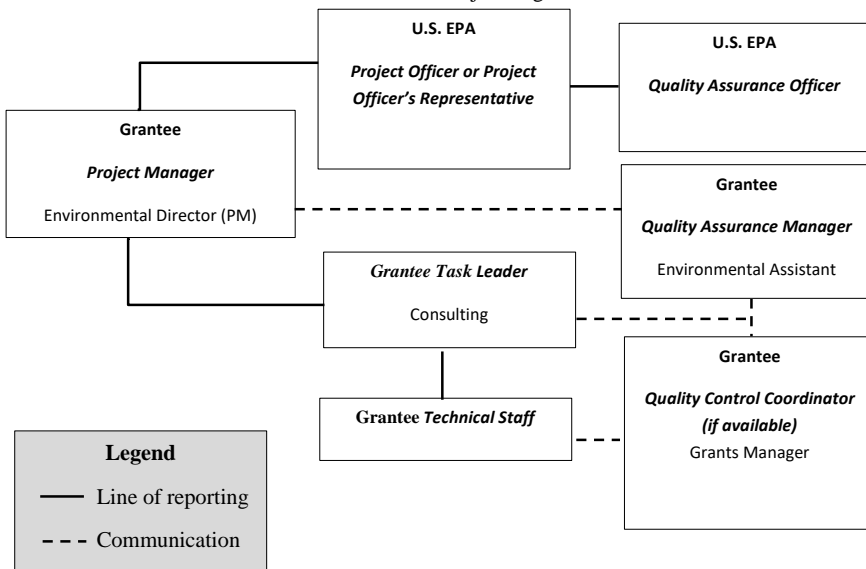 U.S. EPA
Project Officer or Project
Officer's Representative
U.S. EPA
Quality Assurance Officer
Grantee
Project Manager
Environmental Director (PM)
Grantee
Quality Assurance Manager
Environmental Assistant
Grantee Task Leader
Consulting
Grantee
Quality Control Coordinator
(if available)
Grants Manager
Grantee Technical Staff
Legend
Line of reporting
Communication